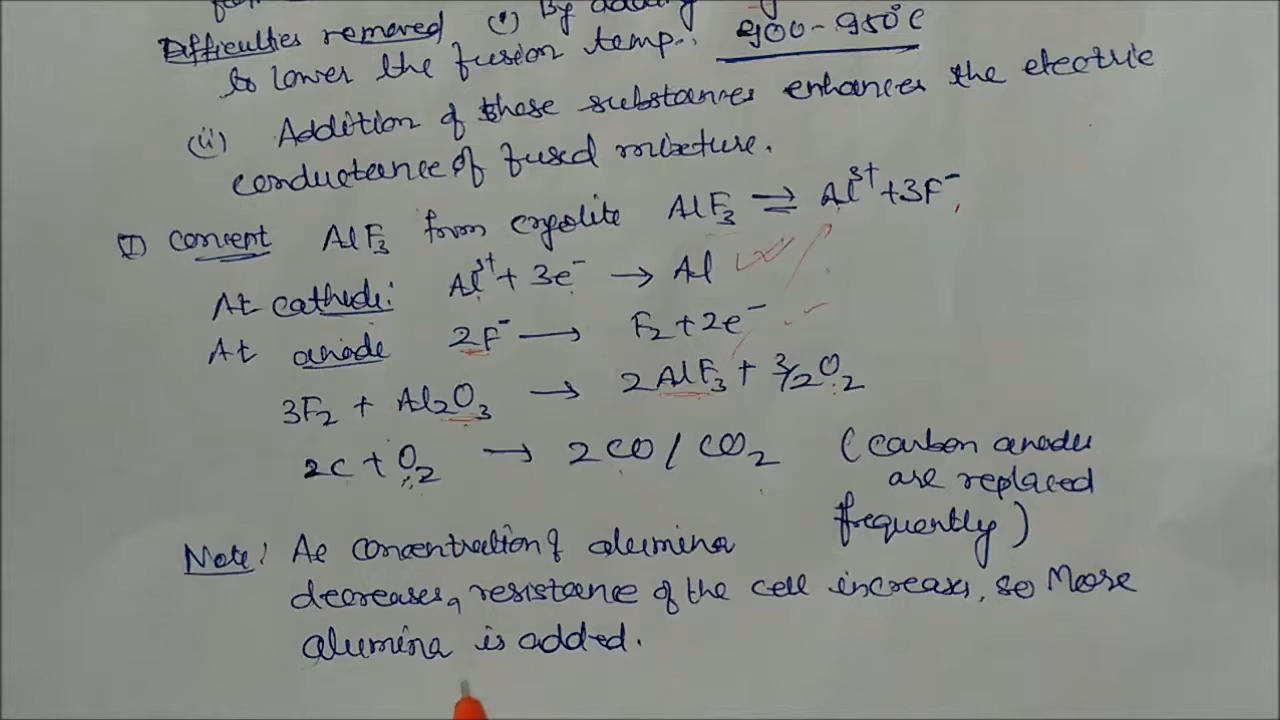 Difficulties removed (i) By adding
to lower the fusion temp. 900-950°C
(ii) Addition of these substances enhances the electric
conductance of fused mixture.
(I) Concept AlF₃ from cryolite AlF₃ ⇌ Al³⁺+3F⁻
At cathode: Al³⁺+ 3e⁻ → Al
At anode 2F⁻ → F₂+2e⁻
3F₂ + Al₂O₃ → 2AlF₃ + 3/2O₂
2C + O₂ → 2CO / CO₂ (carbon anodes
are replaced
frequently)
Note: As concentration of alumina
decreases, resistance of the cell increases, so More
alumina is added.